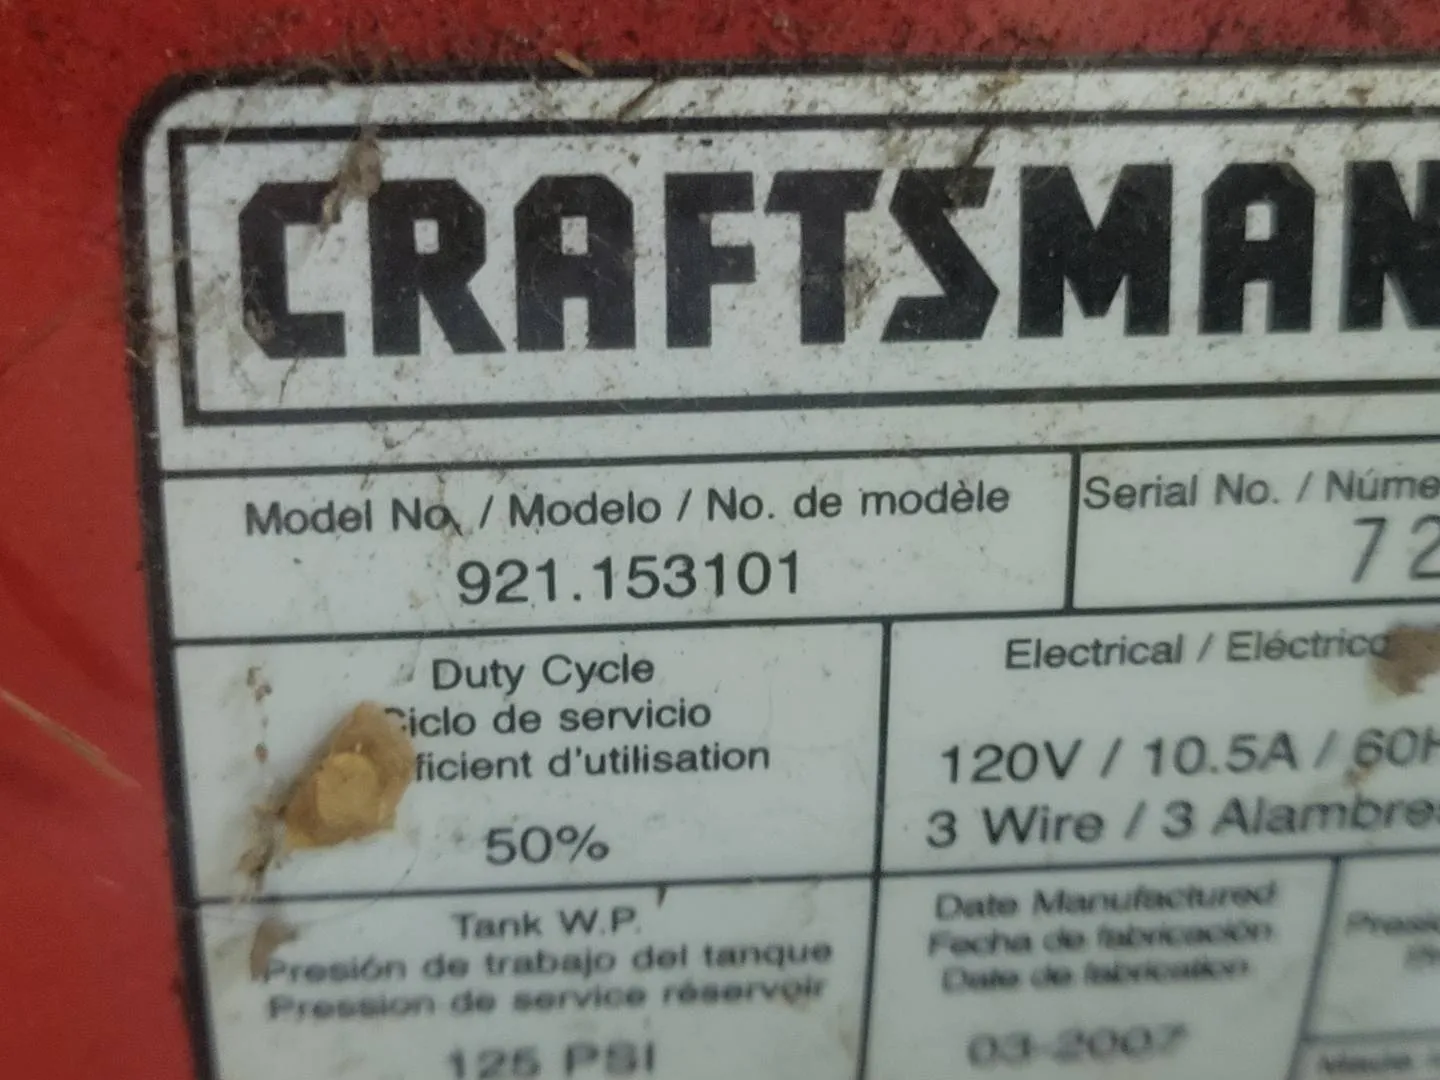 CRAFTSMAN
Model No. / Modelo / No. de modèle
921.153101
Serial No. / Núme
72
Duty Cycle
Ciclo de servicio
ficient d'utilisation
50%
Electrical / Eléctrico
120V / 10.5A / 60H
3 Wire / 3 Alambres
Tank W.P.
Presión de trabajo del tanque
Pression de service réservoir
125 PSI
Date Manufactured
Fecha de fabricación
Date de fabrication
03-2007